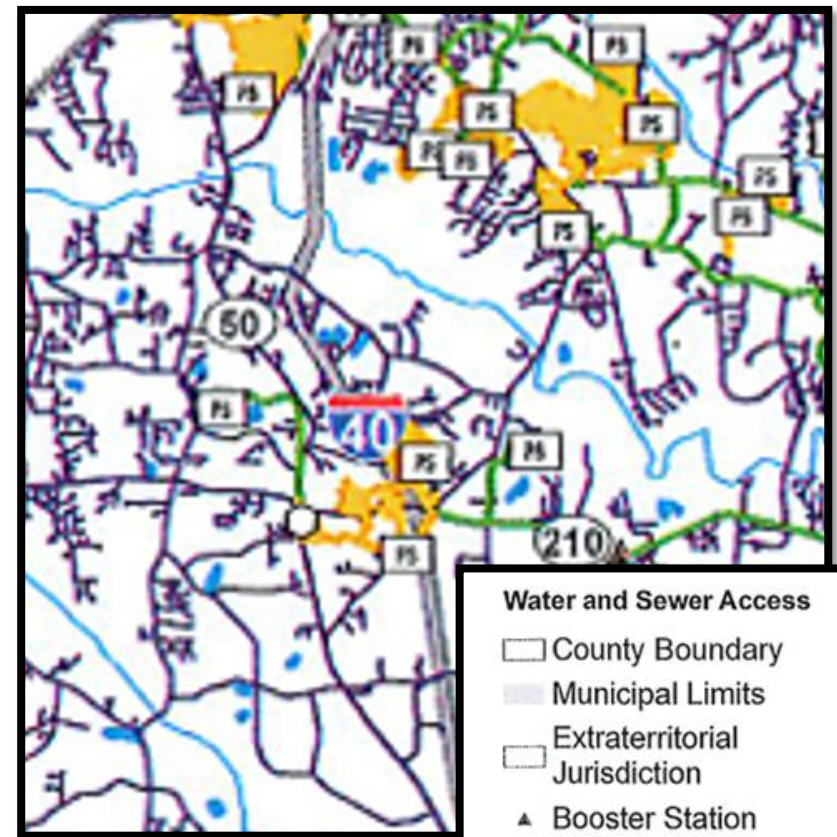 PS
PS
PS
PS
PS
PS
PS
PS
PS
PS
50
PS
40
PS
PS
210
PS
Water and Sewer Access
County Boundary
Municipal Limits
Extraterritorial
Jurisdiction
Booster Station